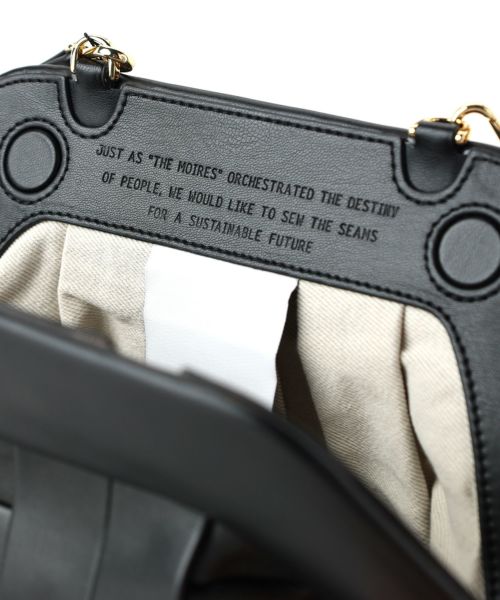 JUST AS "THE MOIRES" ORCHESTRATED THE DESTINY
OF PEOPLE, WE WOULD LIKE TO SEW THE SEAMS
FOR A SUSTAINABLE FUTURE